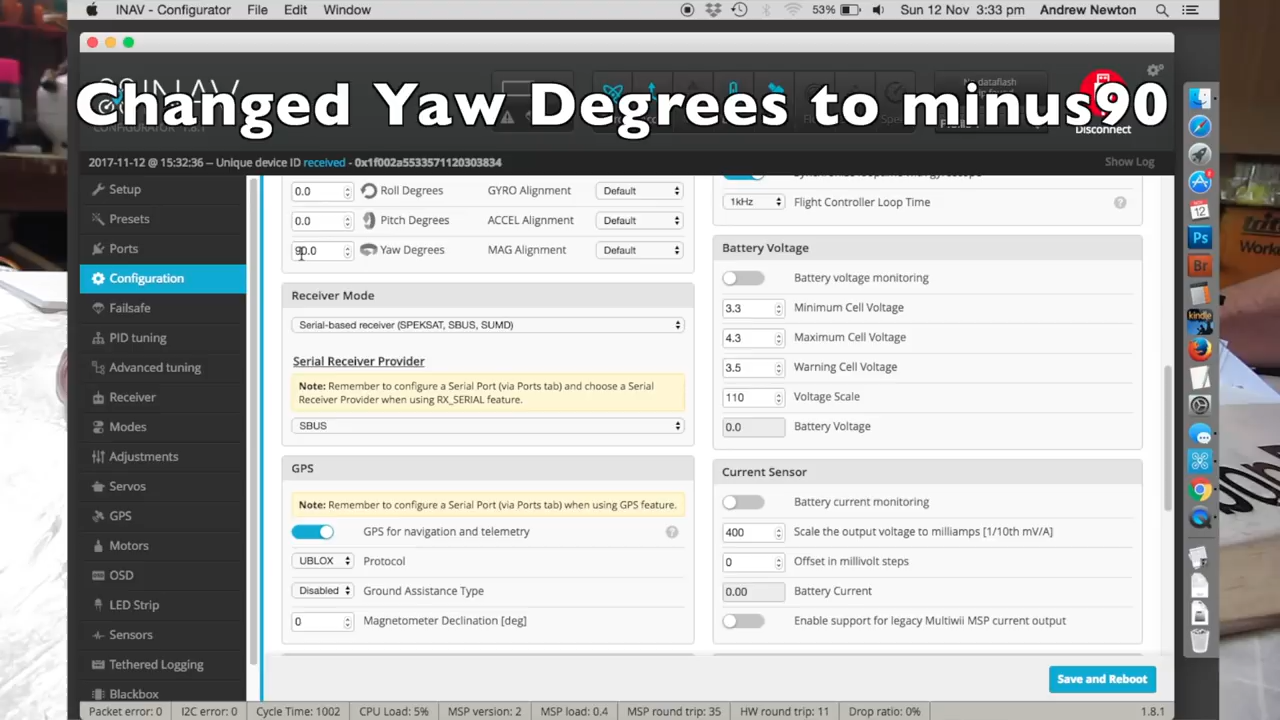 INAV - Configurator File Edit Window 53% Sun 12 Nov 3:33 pm Andrew Newton
Changed Yaw Degrees to minus90
Disconnect
2017-11-12 @ 15:32:36 -- Unique device ID received - 0x1f002a5533571120303834 Show Log
Setup
Presets
Ports
Configuration
Failsafe
PID tuning
Advanced tuning
Receiver
Modes
Adjustments
Servos
GPS
Motors
OSD
LED Strip
Sensors
Tethered Logging
Blackbox
0.0 Roll Degrees GYRO Alignment Default
0.0 Pitch Degrees ACCEL Alignment Default
90.0 Yaw Degrees MAG Alignment Default
Receiver Mode
Serial-based receiver (SPEKSAT, SBUS, SUMD)
Serial Receiver Provider
Note: Remember to configure a Serial Port (via Ports tab) and choose a Serial
Receiver Provider when using RX_SERIAL feature.
SBUS
GPS
Note: Remember to configure a Serial Port (via Ports tab) when using GPS feature.
GPS for navigation and telemetry
UBLOX Protocol
Disabled Ground Assistance Type
0 Magnetometer Declination [deg]
1kHz Flight Controller Loop Time
Battery Voltage
Battery voltage monitoring
3.3 Minimum Cell Voltage
4.3 Maximum Cell Voltage
3.5 Warning Cell Voltage
110 Voltage Scale
0.0 Battery Voltage
Current Sensor
Battery current monitoring
400 Scale the output voltage to milliamps [1/10th mV/A]
0 Offset in millivolt steps
0.00 Battery Current
Enable support for legacy Multiwii MSP current output
Save and Reboot
Packet error: 0 I2C error: 0 Cycle Time: 1002 CPU Load: 5% MSP version: 2 MSP load: 0.4 MSP round trip: 35 HW round trip: 11 Drop ratio: 0% 1.8.1
12
Ps
Br
kindle